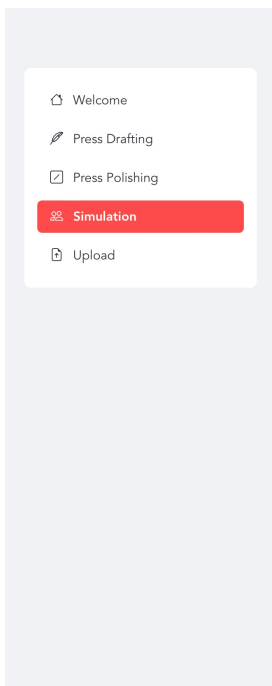 Welcome
Press Drafting
Press Polishing
Simulation
Upload